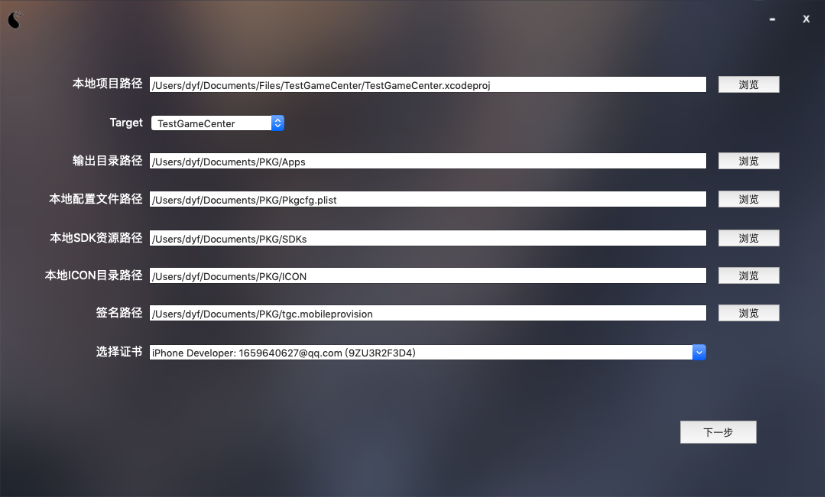 本地项目路径 /Users/dyf/Documents/Files/TestGameCenter/TestGameCenter.xcodeproj 浏览
Target TestGameCenter
输出目录路径 /Users/dyf/Documents/PKG/Apps 浏览
本地配置文件路径 /Users/dyf/Documents/PKG/Pkgcfg.plist 浏览
本地SDK资源路径 /Users/dyf/Documents/PKG/SDKs 浏览
本地ICON目录路径 /Users/dyf/Documents/PKG/ICON 浏览
签名路径 /Users/dyf/Documents/PKG/tgc.mobileprovision 浏览
选择证书 iPhone Developer: 1659640627@qq.com (9ZU3R2F3D4)
下一步